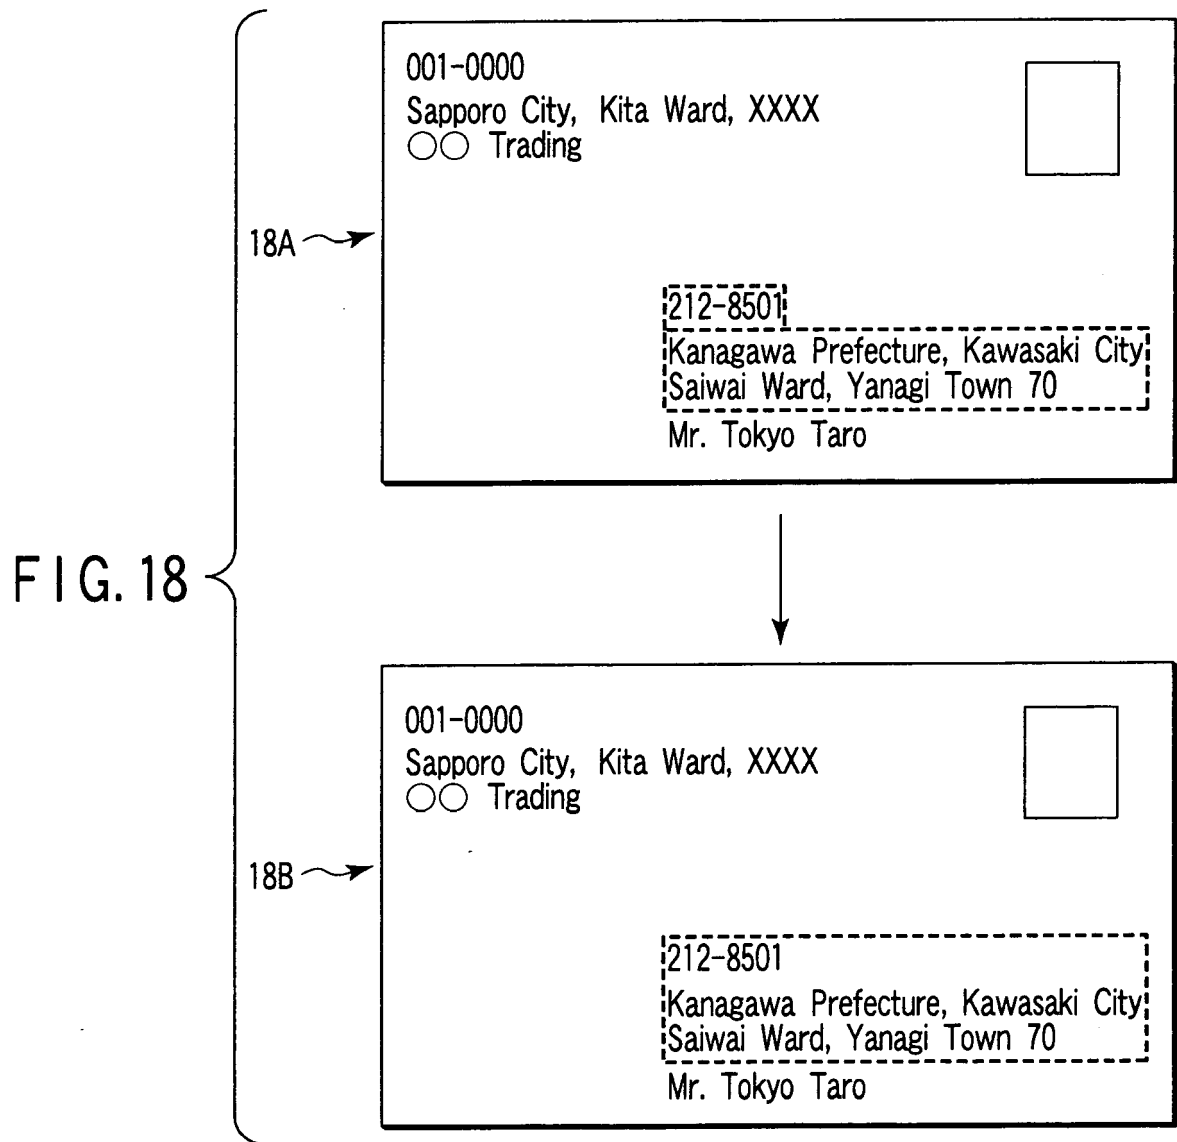 001-0000
Sapporo City, Kita Ward, XXXX
○○ Trading
18A
212-8501
Kanagawa Prefecture, Kawasaki City
Saiwai Ward, Yanagi Town 70
Mr. Tokyo Taro
FIG. 18
001-0000
Sapporo City, Kita Ward, XXXX
○○ Trading
18B
212-8501
Kanagawa Prefecture, Kawasaki City
Saiwai Ward, Yanagi Town 70
Mr. Tokyo Taro